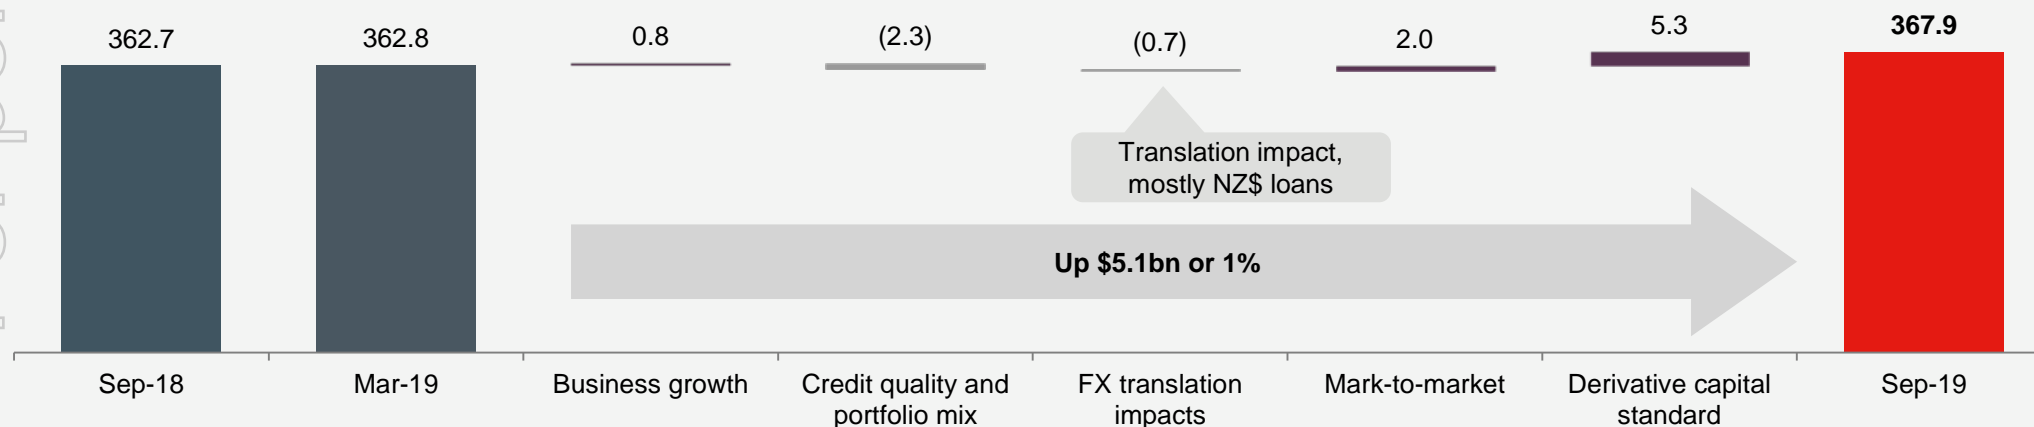 362.7
362.8
0.8
(2.3)
(0.7)
2.0
5.3
367.9
Translation impact,
mostly NZ$ loans
Up $5.1bn or 1%
Sep-18
Mar-19
Business growth
Credit quality and
portfolio mix
FX translation
impacts
Mark-to-market
Derivative capital
standard
Sep-19